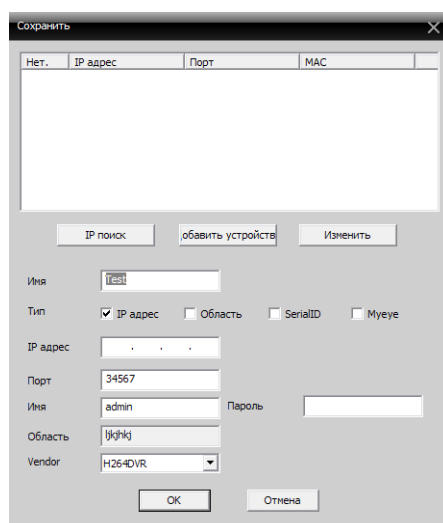 Сохранить
Нет. IP адрес Порт MAC
IP поиск обавить устройств Изменить
Имя Test
Тип IP адрес Область SerialID Myeye
IP адрес . . .
Порт 34567
Имя admin Пароль
Область ljkjhkj
Vendor H264DVR
OK Отмена